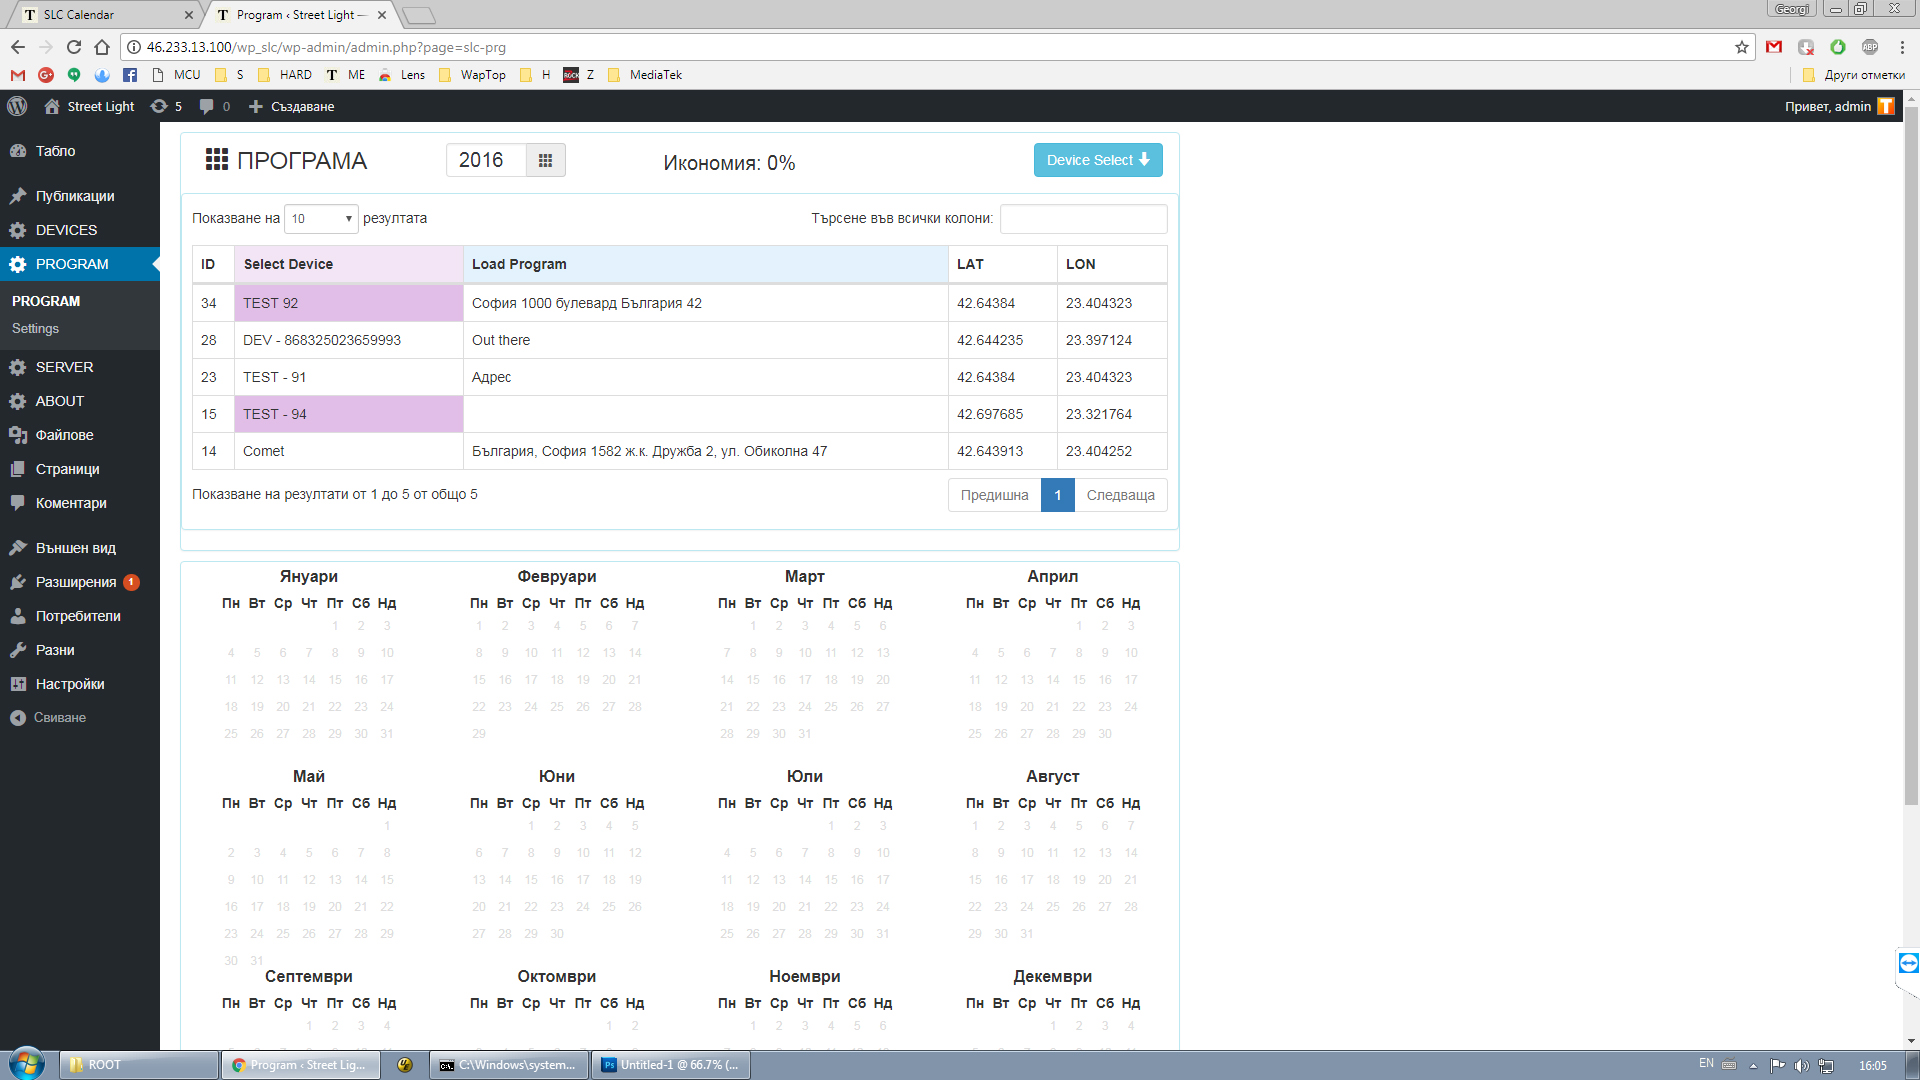 SLC Calendar
Program ‹ Street Light —
Georgi
46.233.13.100/wp_slc/wp-admin/admin.php?page=slc-prg
MCU S HARD ME Lens WapTop H Z MediaTek Други отметки
Street Light 5 0 Създаване Привет, admin
Табло
Публикации
DEVICES
PROGRAM
PROGRAM
Settings
SERVER
ABOUT
Файлове
Страници
Коментари
Външен вид
Разширения 1
Потребители
Разни
Настройки
Свиване
ПРОГРАМА 2016 Икономия: 0% Device Select
Показване на 10 резултата Търсене във всички колони:
ID Select Device Load Program LAT LON
34 TEST 92 София 1000 булевард България 42 42.64384 23.404323
28 DEV - 868325023659993 Out there 42.644235 23.397124
23 TEST - 91 Адрес 42.64384 23.404323
15 TEST - 94 42.697685 23.321764
14 Comet България, София 1582 ж.к. Дружба 2, ул. Обиколна 47 42.643913 23.404252
Показване на резултати от 1 до 5 от общо 5 Предишна 1 Следваща
Януари Февруари Март Април
Пн Вт Ср Чт Пт Сб Нд Пн Вт Ср Чт Пт Сб Нд Пн Вт Ср Чт Пт Сб Нд Пн Вт Ср Чт Пт Сб Нд
1 2 3 1 2 3 4 5 6 7 1 2 3 4 5 6 1 2 3
4 5 6 7 8 9 10 8 9 10 11 12 13 14 7 8 9 10 11 12 13 4 5 6 7 8 9 10
11 12 13 14 15 16 17 15 16 17 18 19 20 21 14 15 16 17 18 19 20 11 12 13 14 15 16 17
18 19 20 21 22 23 24 22 23 24 25 26 27 28 21 22 23 24 25 26 27 18 19 20 21 22 23 24
25 26 27 28 29 30 31 29 28 29 30 31 25 26 27 28 29 30
Май Юни Юли Август
Пн Вт Ср Чт Пт Сб Нд Пн Вт Ср Чт Пт Сб Нд Пн Вт Ср Чт Пт Сб Нд Пн Вт Ср Чт Пт Сб Нд
1 1 2 3 4 5 1 2 3 1 2 3 4 5 6 7
2 3 4 5 6 7 8 6 7 8 9 10 11 12 4 5 6 7 8 9 10 8 9 10 11 12 13 14
9 10 11 12 13 14 15 13 14 15 16 17 18 19 11 12 13 14 15 16 17 15 16 17 18 19 20 21
16 17 18 19 20 21 22 20 21 22 23 24 25 26 18 19 20 21 22 23 24 22 23 24 25 26 27 28
23 24 25 26 27 28 29 27 28 29 30 25 26 27 28 29 30 31 29 30 31
30 31
Септември Октомври Ноември Декември
Пн Вт Ср Чт Пт Сб Нд Пн Вт Ср Чт Пт Сб Нд Пн Вт Ср Чт Пт Сб Нд Пн Вт Ср Чт Пт Сб Нд
1 2 3 4 1 2 1 2 3 4 5 6 1 2 3 4
ROOT
Program ‹ Street Lig...
C:\Windows\system...
Untitled-1 @ 66.7% (...
EN
16:05